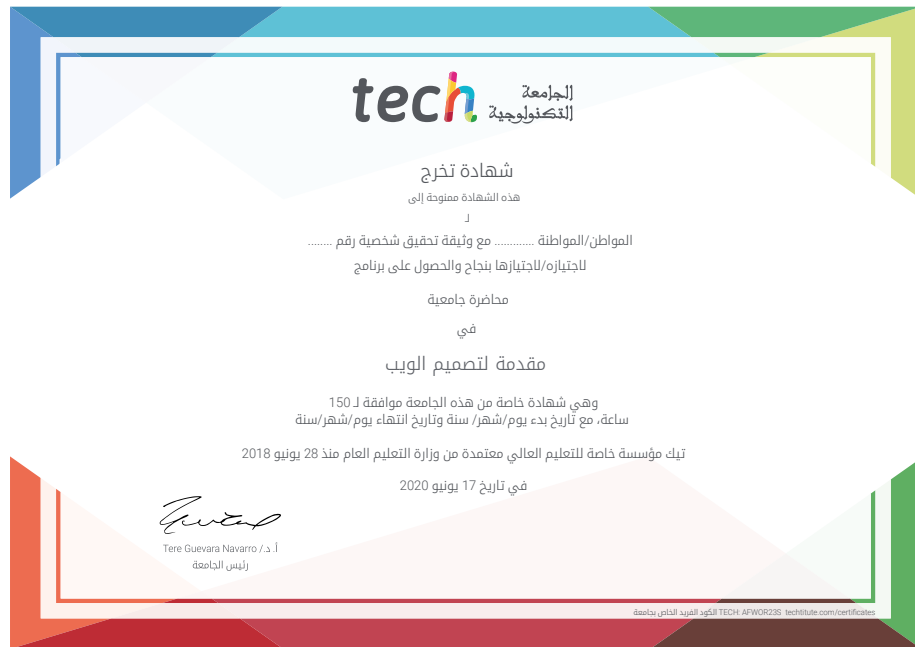 tech
الجامعة
التكنولوجية
شهادة تخرج
هذه الشهادة ممنوحة إلى
لـ
المواطن/المواطنة ............ مع وثيقة تحقيق شخصية رقم ........
لاجتيازه/لاجتيازها بنجاح والحصول على برنامج
محاضرة جامعية
في
مقدمة لتصميم الويب
وهي شهادة خاصة من هذه الجامعة موافقة لـ 150
ساعة، مع تاريخ بدء يوم/شهر/ سنة وتاريخ انتهاء يوم/شهر/سنة
تيك مؤسسة خاصة للتعليم العالي معتمدة من وزارة التعليم العام منذ 28 يونيو 2018
في تاريخ 17 يونيو 2020
أ. د./ Tere Guevara Navarro
رئيس الجامعة
الكود الفريد الخاص بجامعة TECH: AFWOR23S techtitute.com/certificates